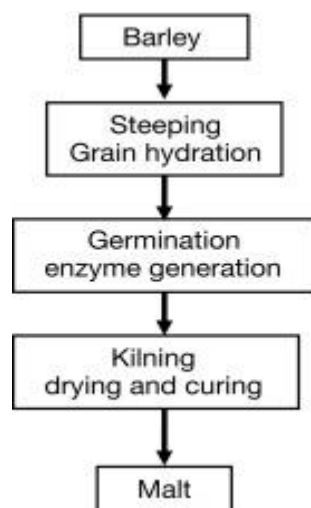 Barley
Steeping
Grain hydration
Germination
enzyme generation
Kilning
drying and curing
Malt